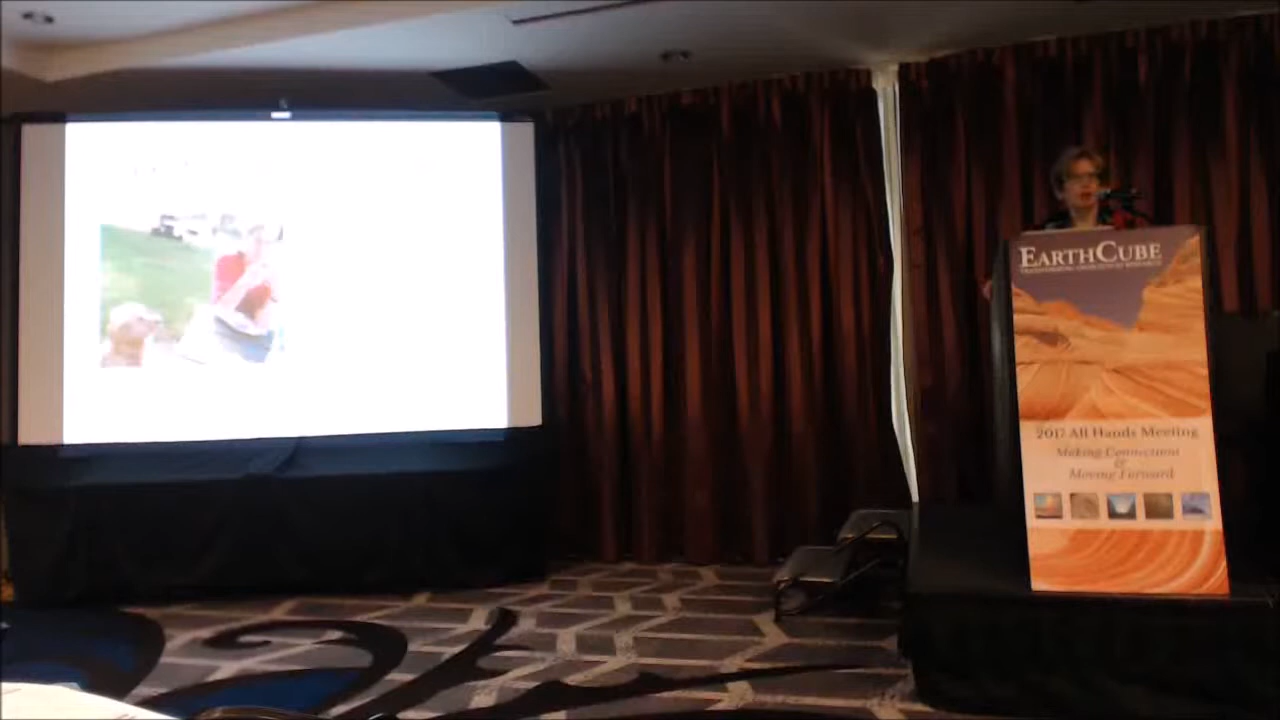 EARTHCUBE
2017 All Hands Meeting
Making Connections
&
Moving Forward